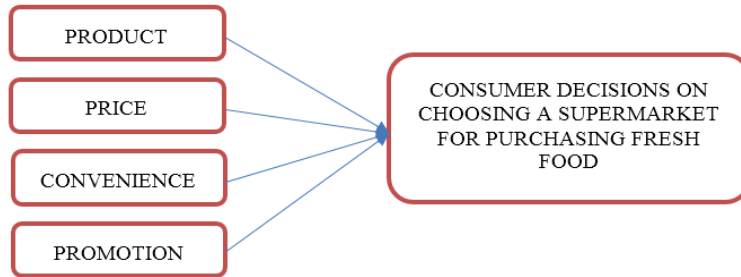 PRODUCT
PRICE
CONVENIENCE
PROMOTION
CONSUMER DECISIONS ON
CHOOSING A SUPERMARKET
FOR PURCHASING FRESH
FOOD